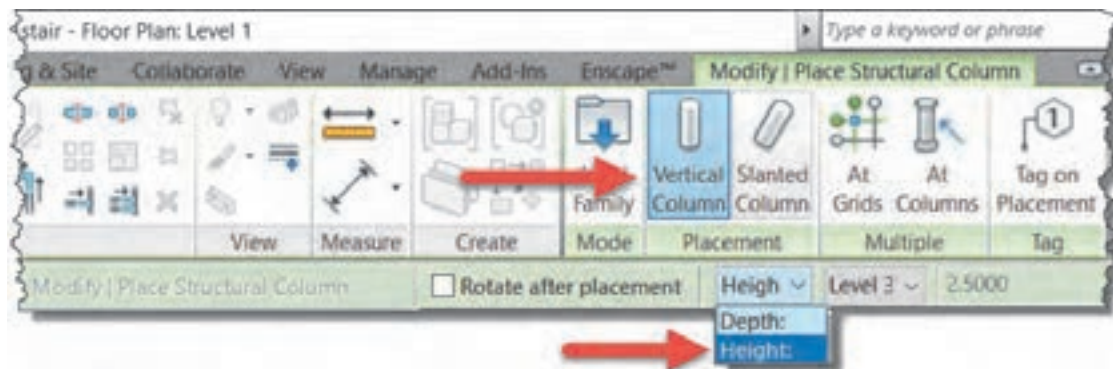 stair - Floor Plan: Level 1
Type a keyword or phrase
g & Site Collaborate View Manage Add-Ins Enscape™ Modify | Place Structural Column
Vertical Column
Slanted Column
At Grids
At Columns
Tag on Placement
1
Family
View Measure Create Mode Placement Multiple Tag
Modify | Place Structural Column
Rotate after placement Heigh Level 3 2.5000
Depth:
Height: